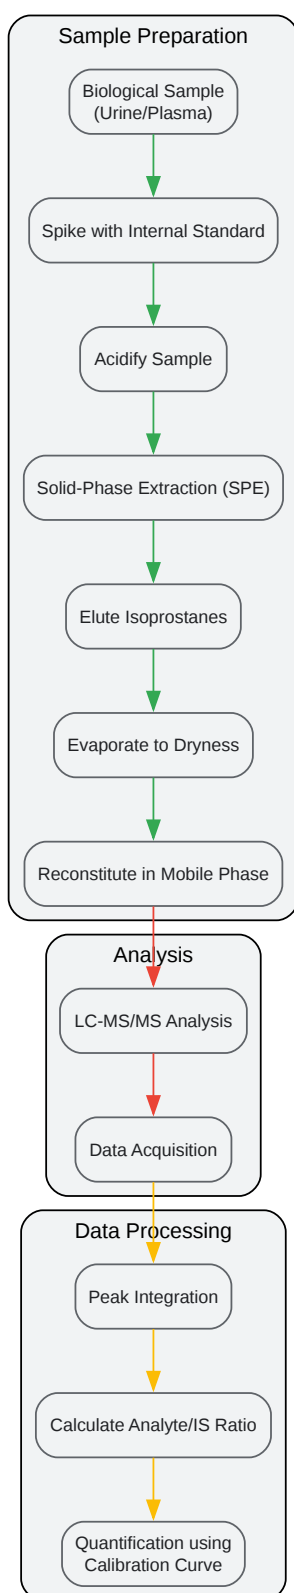 Sample Preparation
Biological Sample
(Urine/Plasma)
Spike with Internal Standard
Acidify Sample
Solid-Phase Extraction (SPE)
Elute Isoprostanes
Evaporate to Dryness
Reconstitute in Mobile Phase
Analysis
LC-MS/MS Analysis
Data Acquisition
Data Processing
Peak Integration
Calculate Analyte/IS Ratio
Quantification using
Calibration Curve